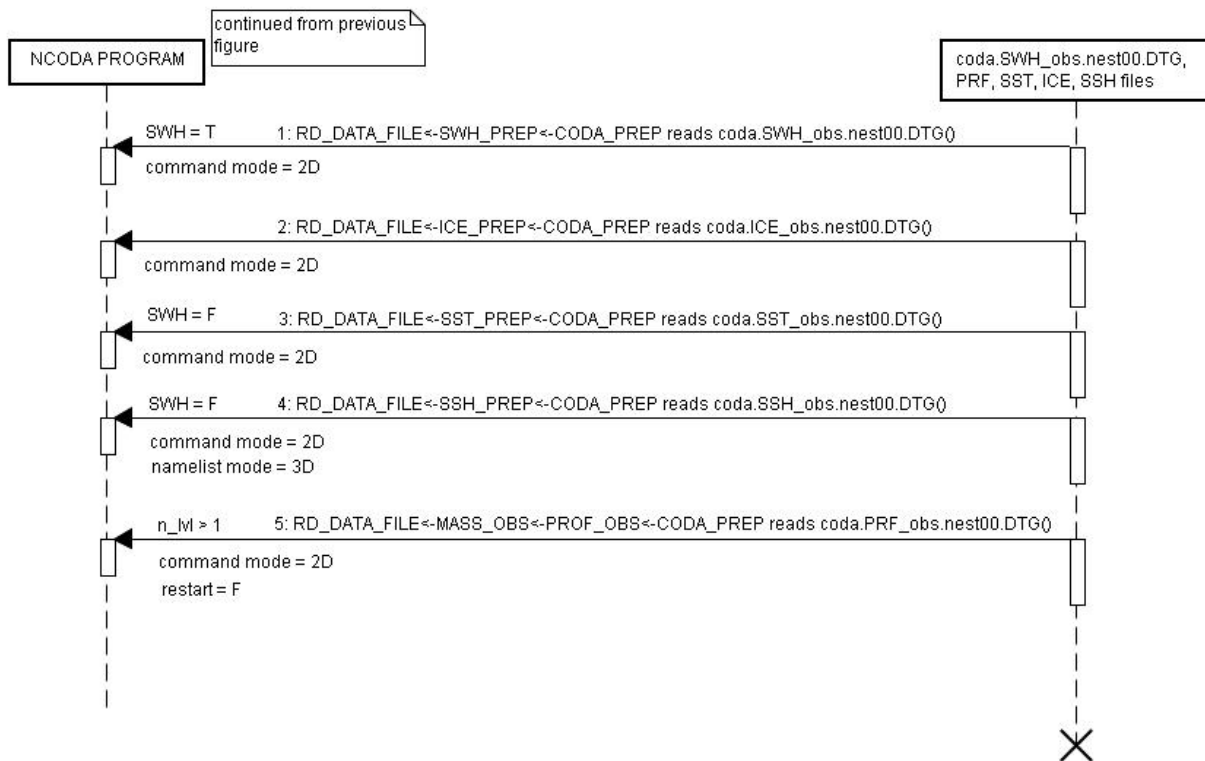 continued from previous
figure
NCODA PROGRAM
coda.SWH_obs.nest00.DTG,
PRF, SST, ICE, SSH files
SWH = T 1: RD_DATA_FILE<-SWH_PREP<-CODA_PREP reads coda.SWH_obs.nest00.DTG()
command mode = 2D
2: RD_DATA_FILE<-ICE_PREP<-CODA_PREP reads coda.ICE_obs.nest00.DTG()
command mode = 2D
SWH = F 3: RD_DATA_FILE<-SST_PREP<-CODA_PREP reads coda.SST_obs.nest00.DTG()
command mode = 2D
SWH = F 4: RD_DATA_FILE<-SSH_PREP<-CODA_PREP reads coda.SSH_obs.nest00.DTG()
command mode = 2D
namelist mode = 3D
n_lvl > 1 5: RD_DATA_FILE<-MASS_OBS<-PROF_OBS<-CODA_PREP reads coda.PRF_obs.nest00.DTG()
command mode = 2D
restart = F